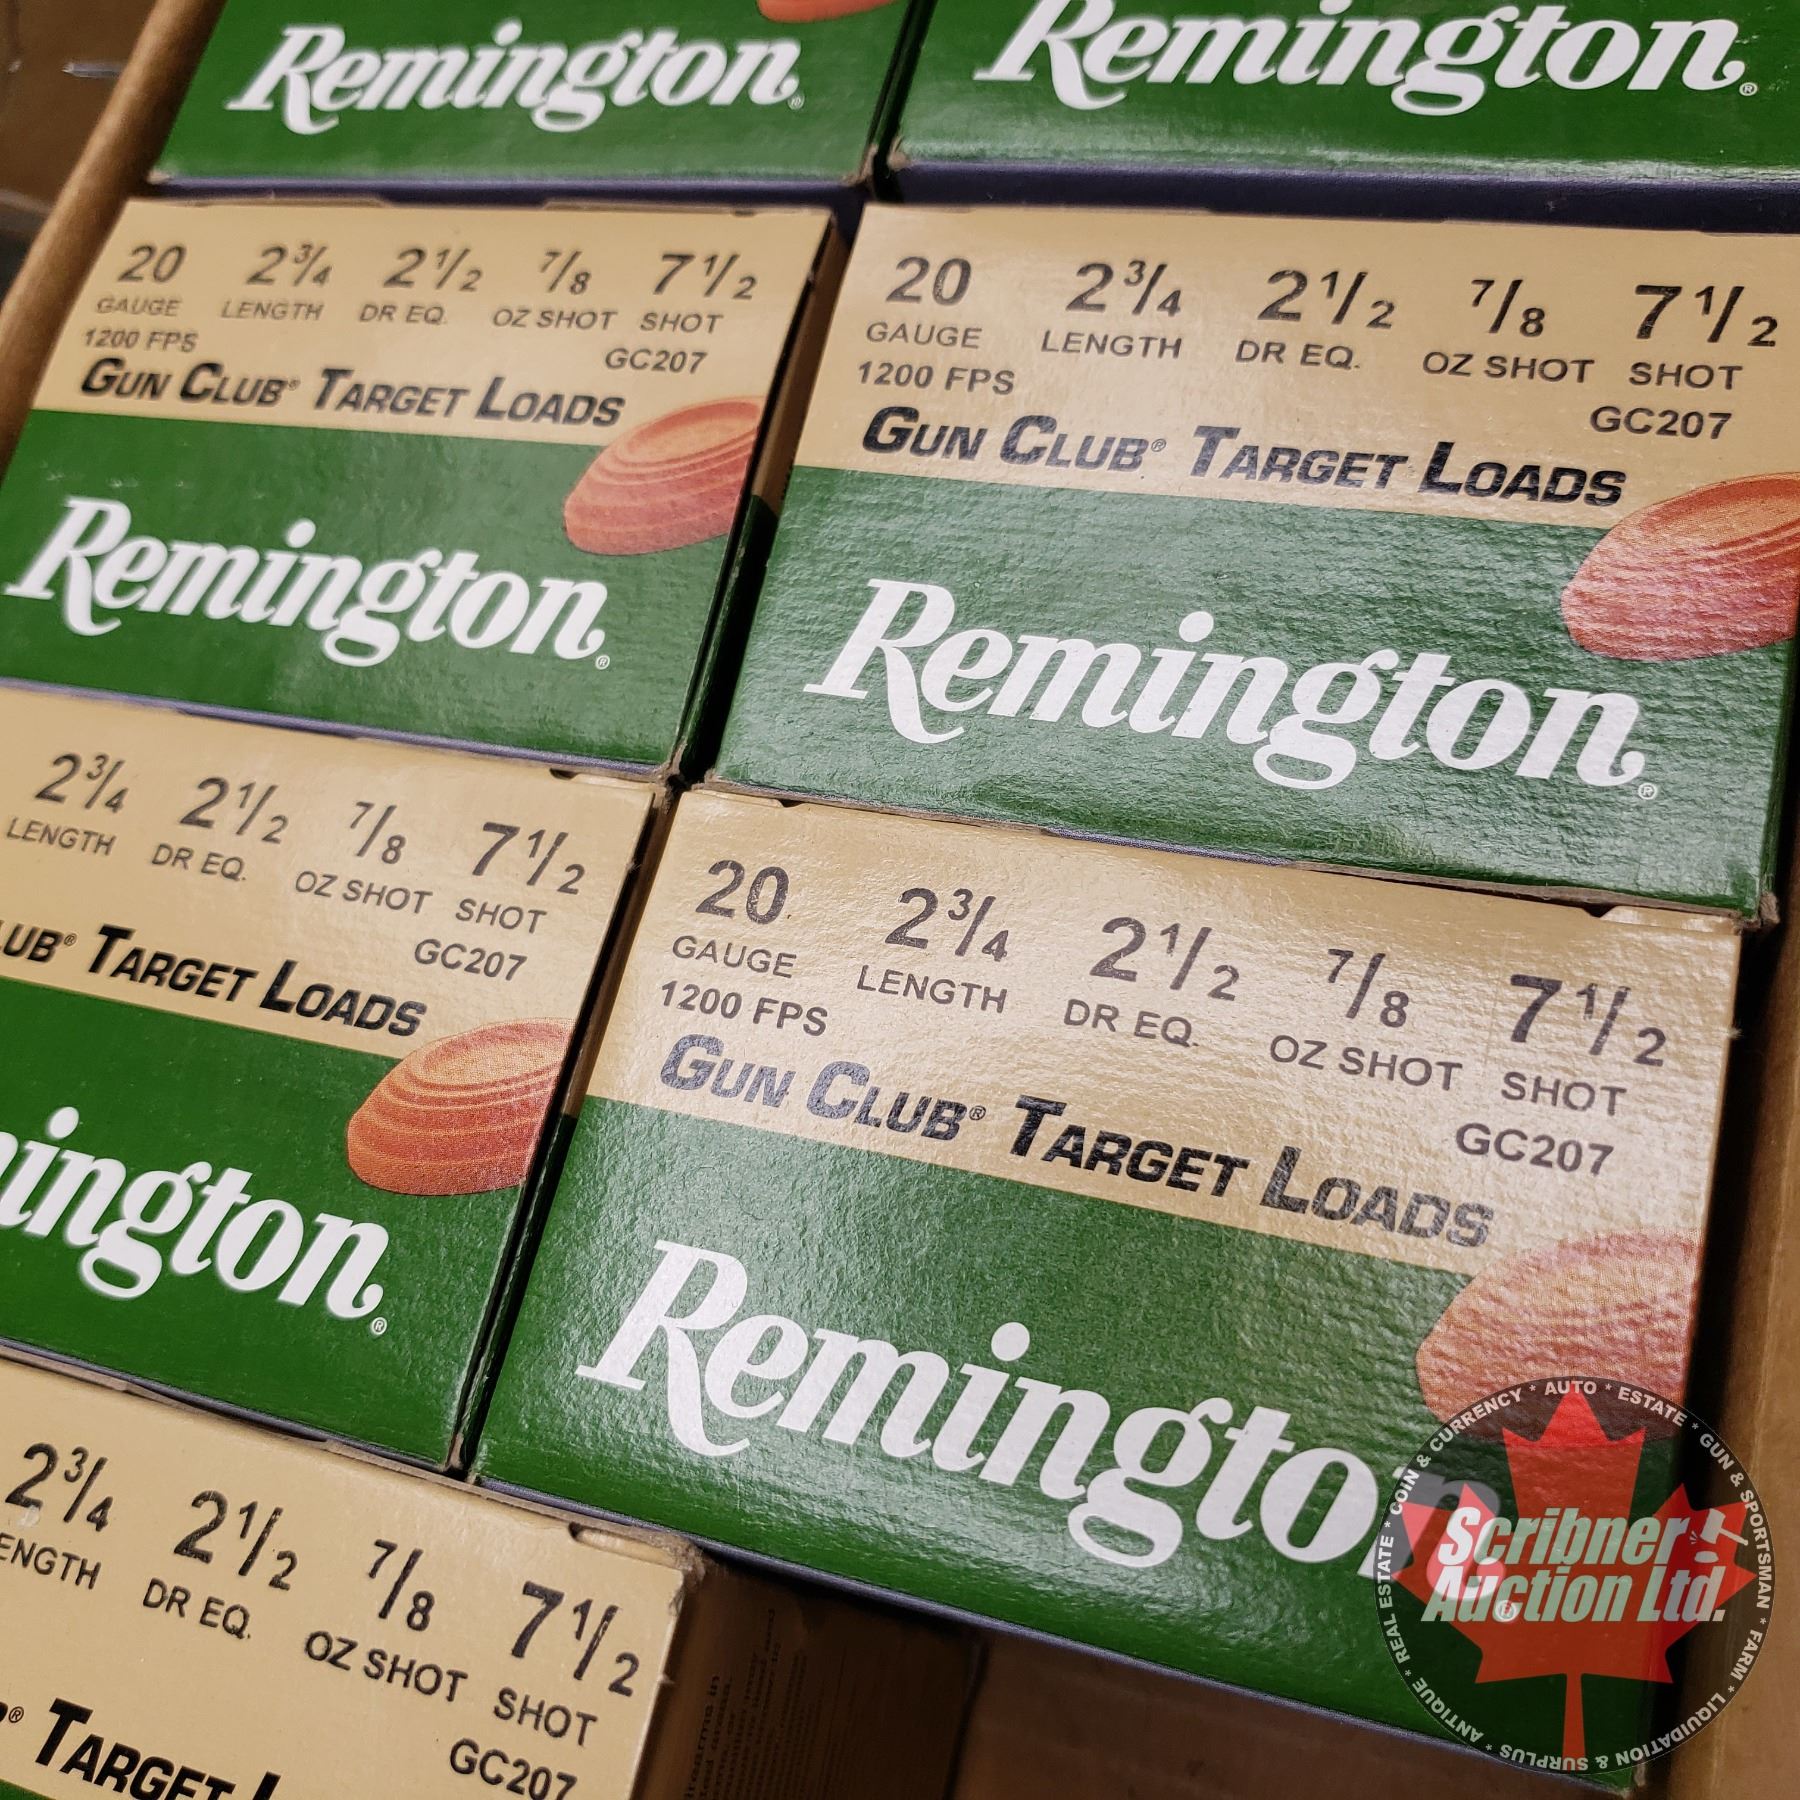 Remington®
Remington®
20 2 3/4 2 1/2 7/8 7 1/2
GAUGE LENGTH DR EQ. OZ SHOT SHOT
1200 FPS GC207
GUN CLUB® TARGET LOADS
Remington®
20 2 3/4 2 1/2 7/8 7 1/2
GAUGE LENGTH DR EQ. OZ SHOT SHOT
1200 FPS GC207
GUN CLUB® TARGET LOADS
Remington®
2 3/4 2 1/2 7/8 7 1/2
LENGTH DR EQ. OZ SHOT SHOT
GC207
LUB® TARGET LOADS
ington®
20 2 3/4 2 1/2 7/8 7 1/2
GAUGE LENGTH DR EQ. OZ SHOT SHOT
1200 FPS GC207
GUN CLUB® TARGET LOADS
Remington®
2 3/4 2 1/2 7/8 7 1/2
ENGTH DR EQ. OZ SHOT SHOT
GC207
® TARGET L
Scribner
Auction Ltd.
COIN & CURRENCY * AUTO * ESTATE * GUN & SPORTSMAN * FARM * LIQUIDATION & SURPLUS * ANTIQUE * REAL ESTATE *